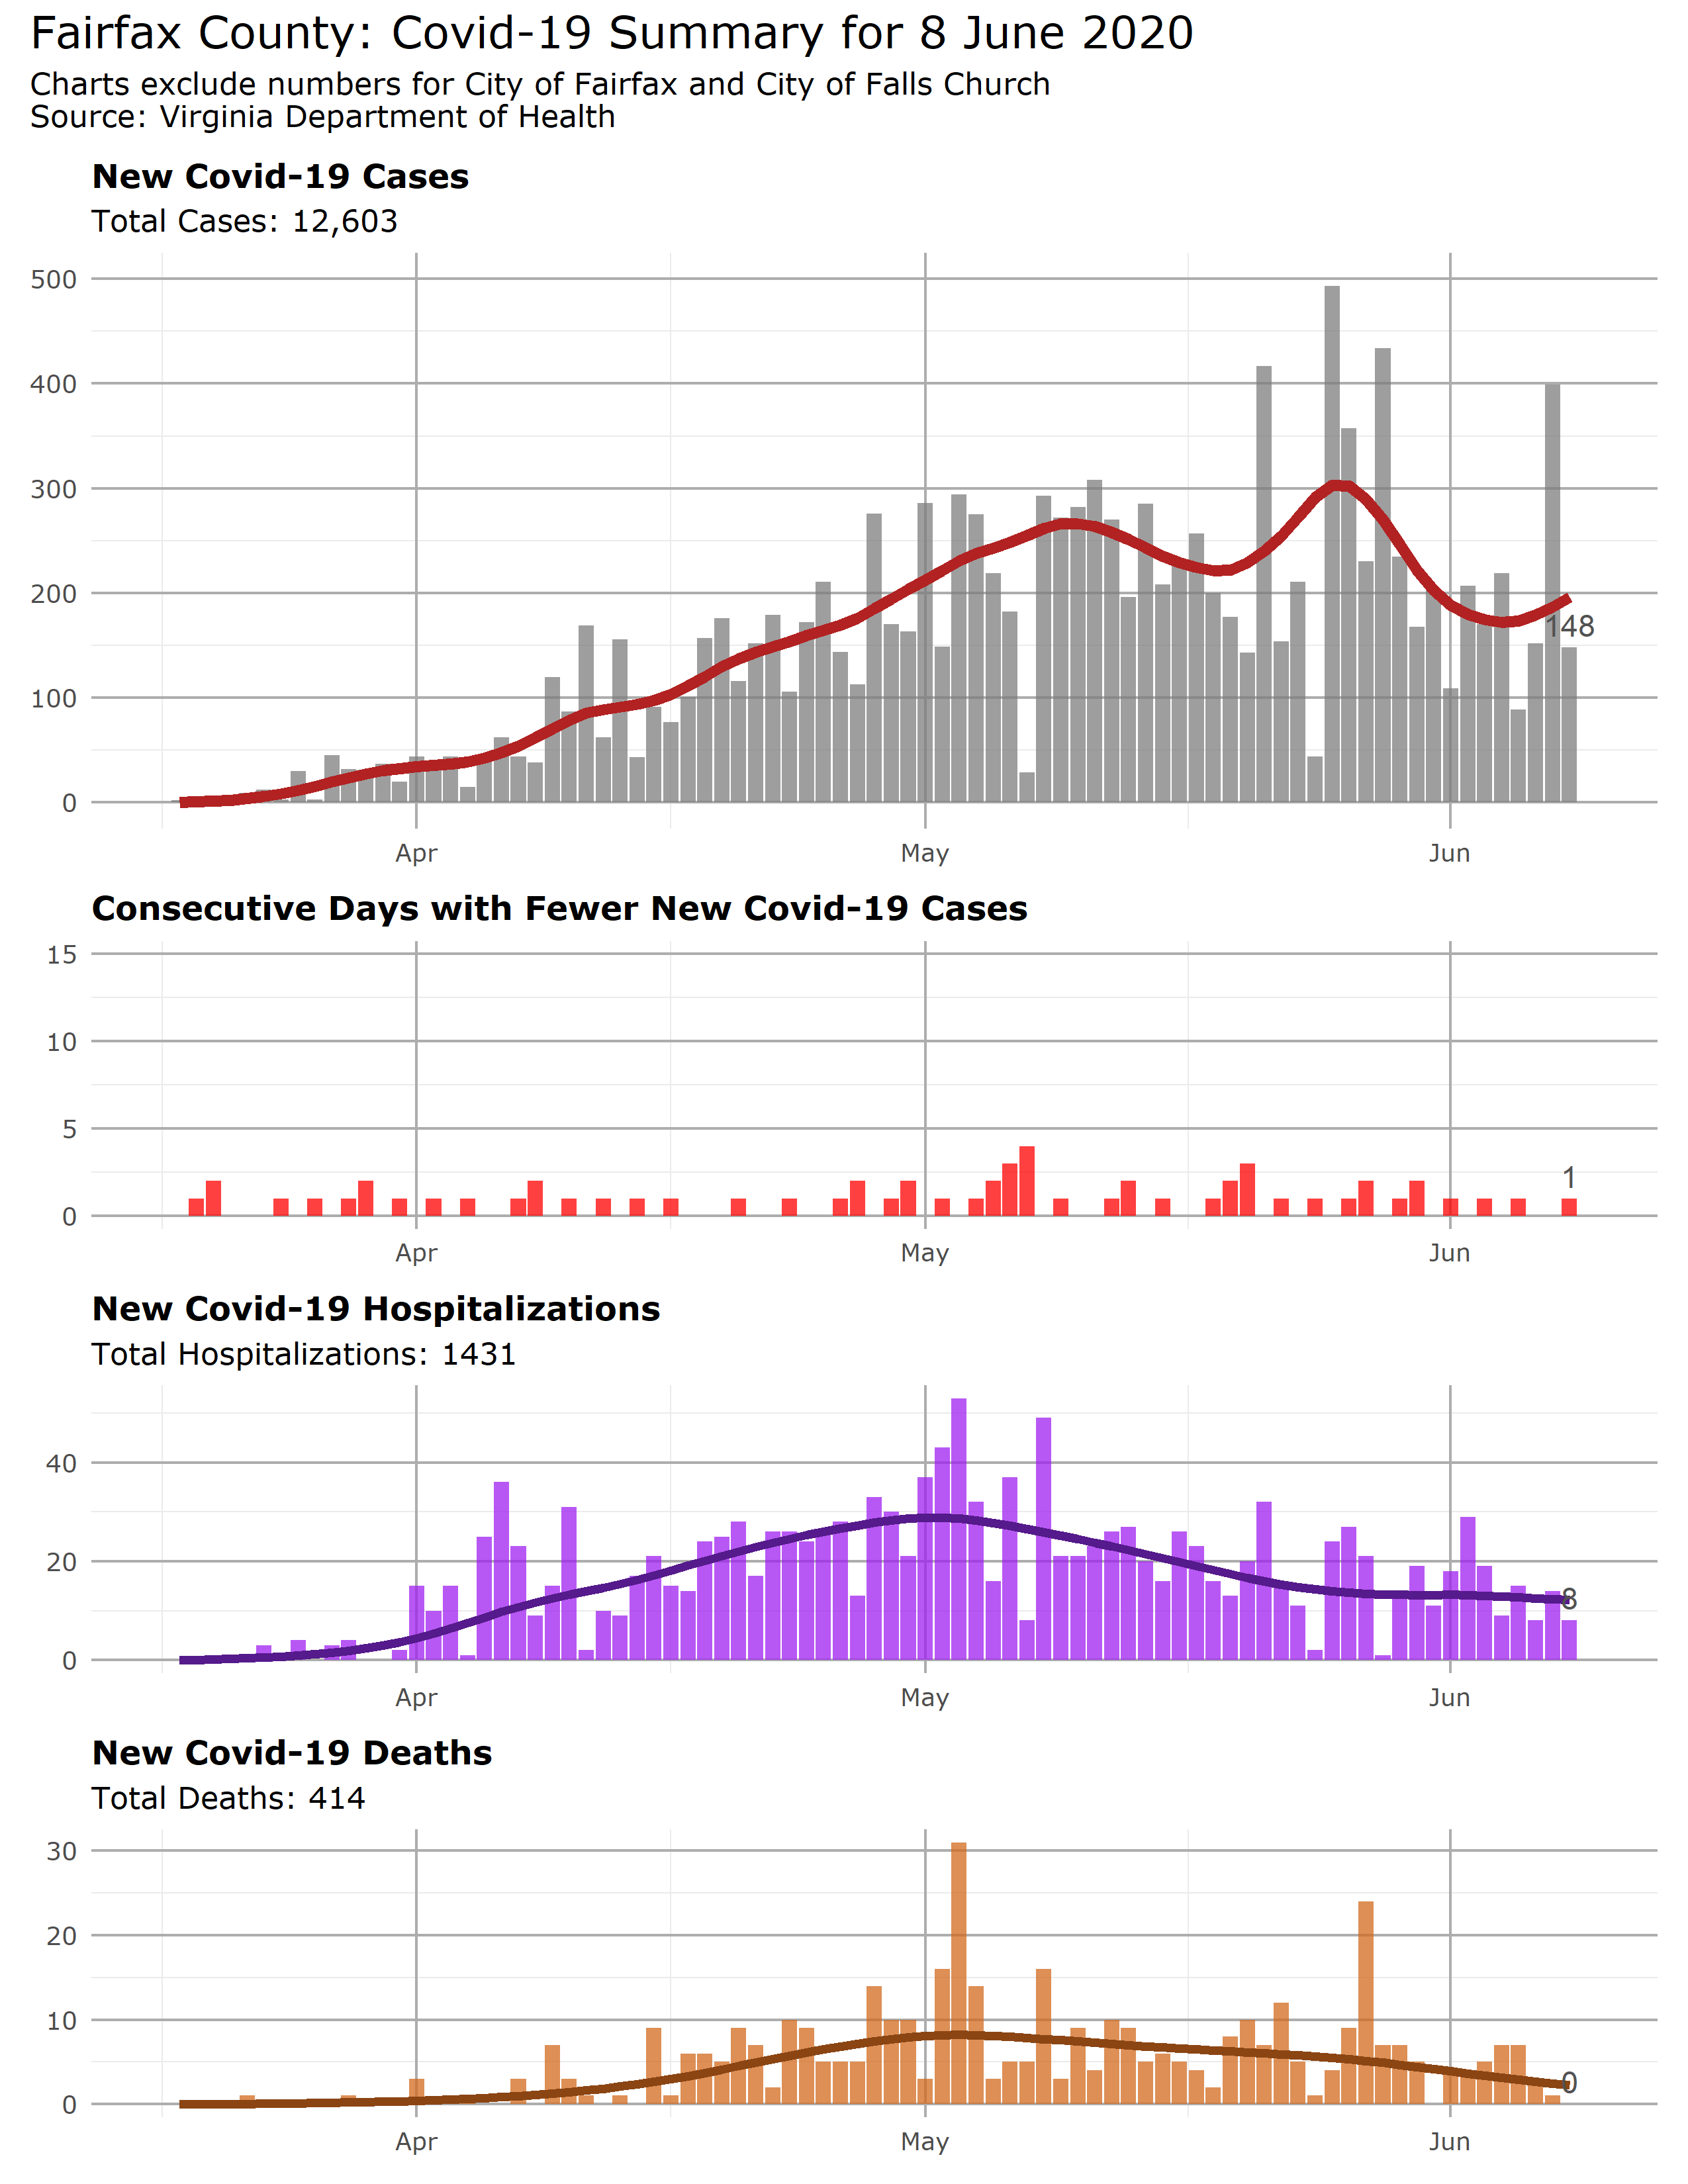 Fairfax County: Covid-19 Summary for 8 June 2020
Charts exclude numbers for City of Fairfax and City of Falls Church
Source: Virginia Department of Health
New Covid-19 Cases
Total Cases: 12,603
500
400
300
200
148
100
0
Apr May Jun
Consecutive Days with Fewer New Covid-19 Cases
15
10
5
1
0
Apr May Jun
New Covid-19 Hospitalizations
Total Hospitalizations: 1431
40
20
8
0
Apr May Jun
New Covid-19 Deaths
Total Deaths: 414
30
20
10
0
0
Apr May Jun